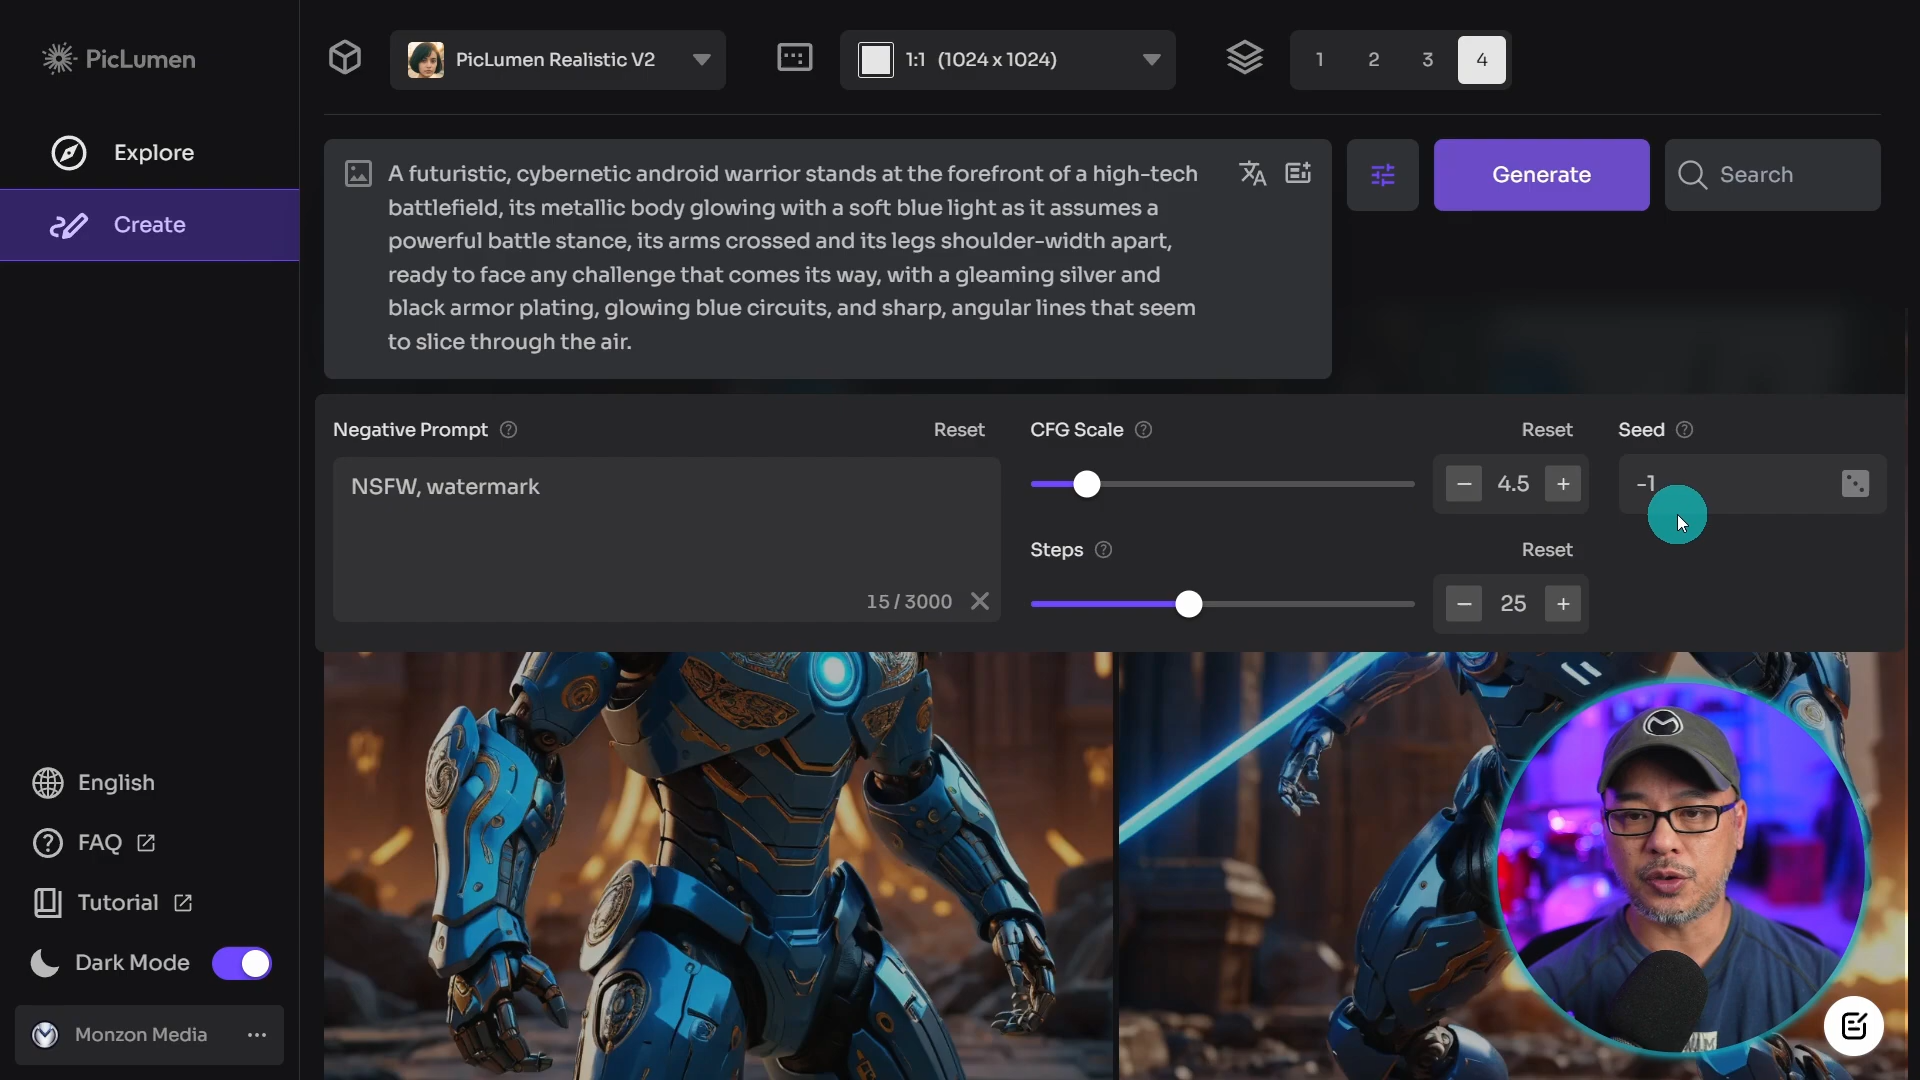 PicLumen
PicLumen Realistic V2
1:1 (1024 x 1024)
1 2 3 4
Explore
Create
A futuristic, cybernetic android warrior stands at the forefront of a high-tech
battlefield, its metallic body glowing with a soft blue light as it assumes a
powerful battle stance, its arms crossed and its legs shoulder-width apart,
ready to face any challenge that comes its way, with a gleaming silver and
black armor plating, glowing blue circuits, and sharp, angular lines that seem
to slice through the air.
Generate
Search
Negative Prompt
Reset
NSFW, watermark
15 / 3000
CFG Scale
Reset
4.5
Steps
Reset
25
Seed
-1
English
FAQ
Tutorial
Dark Mode
Monzon Media